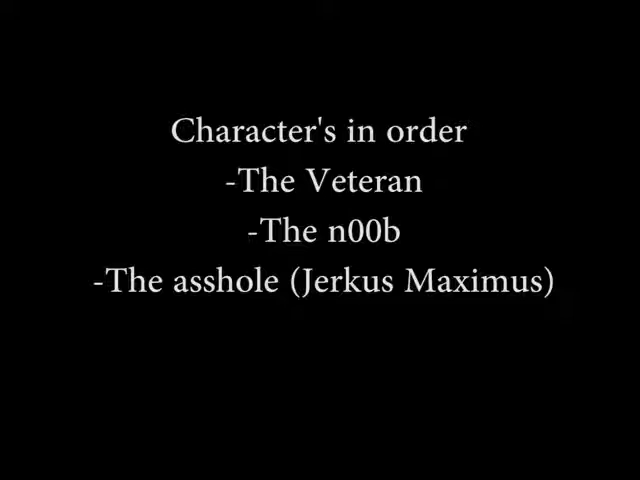 Character's in order
-The Veteran
-The n00b
-The asshole (Jerkus Maximus)